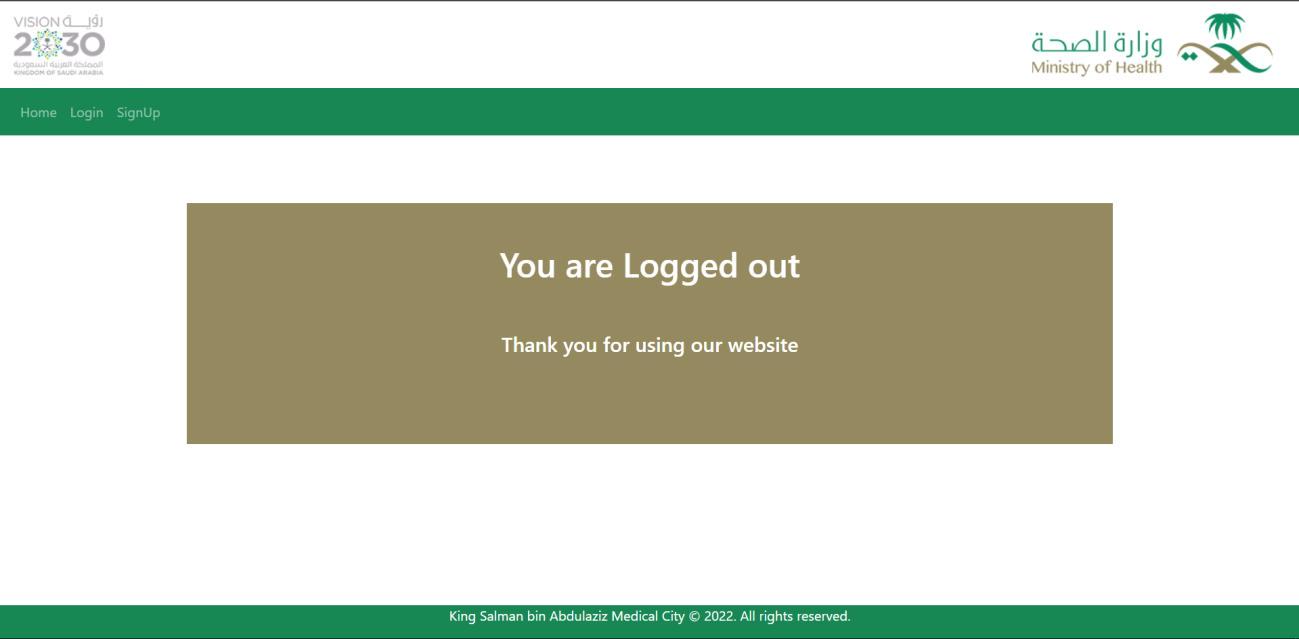 VISION رؤيـــة
2030
المملكة العربية السعودية
KINGDOM OF SAUDI ARABIA
وزارة الصحة
Ministry of Health
Home Login SignUp
You are Logged out
Thank you for using our website
King Salman bin Abdulaziz Medical City © 2022. All rights reserved.